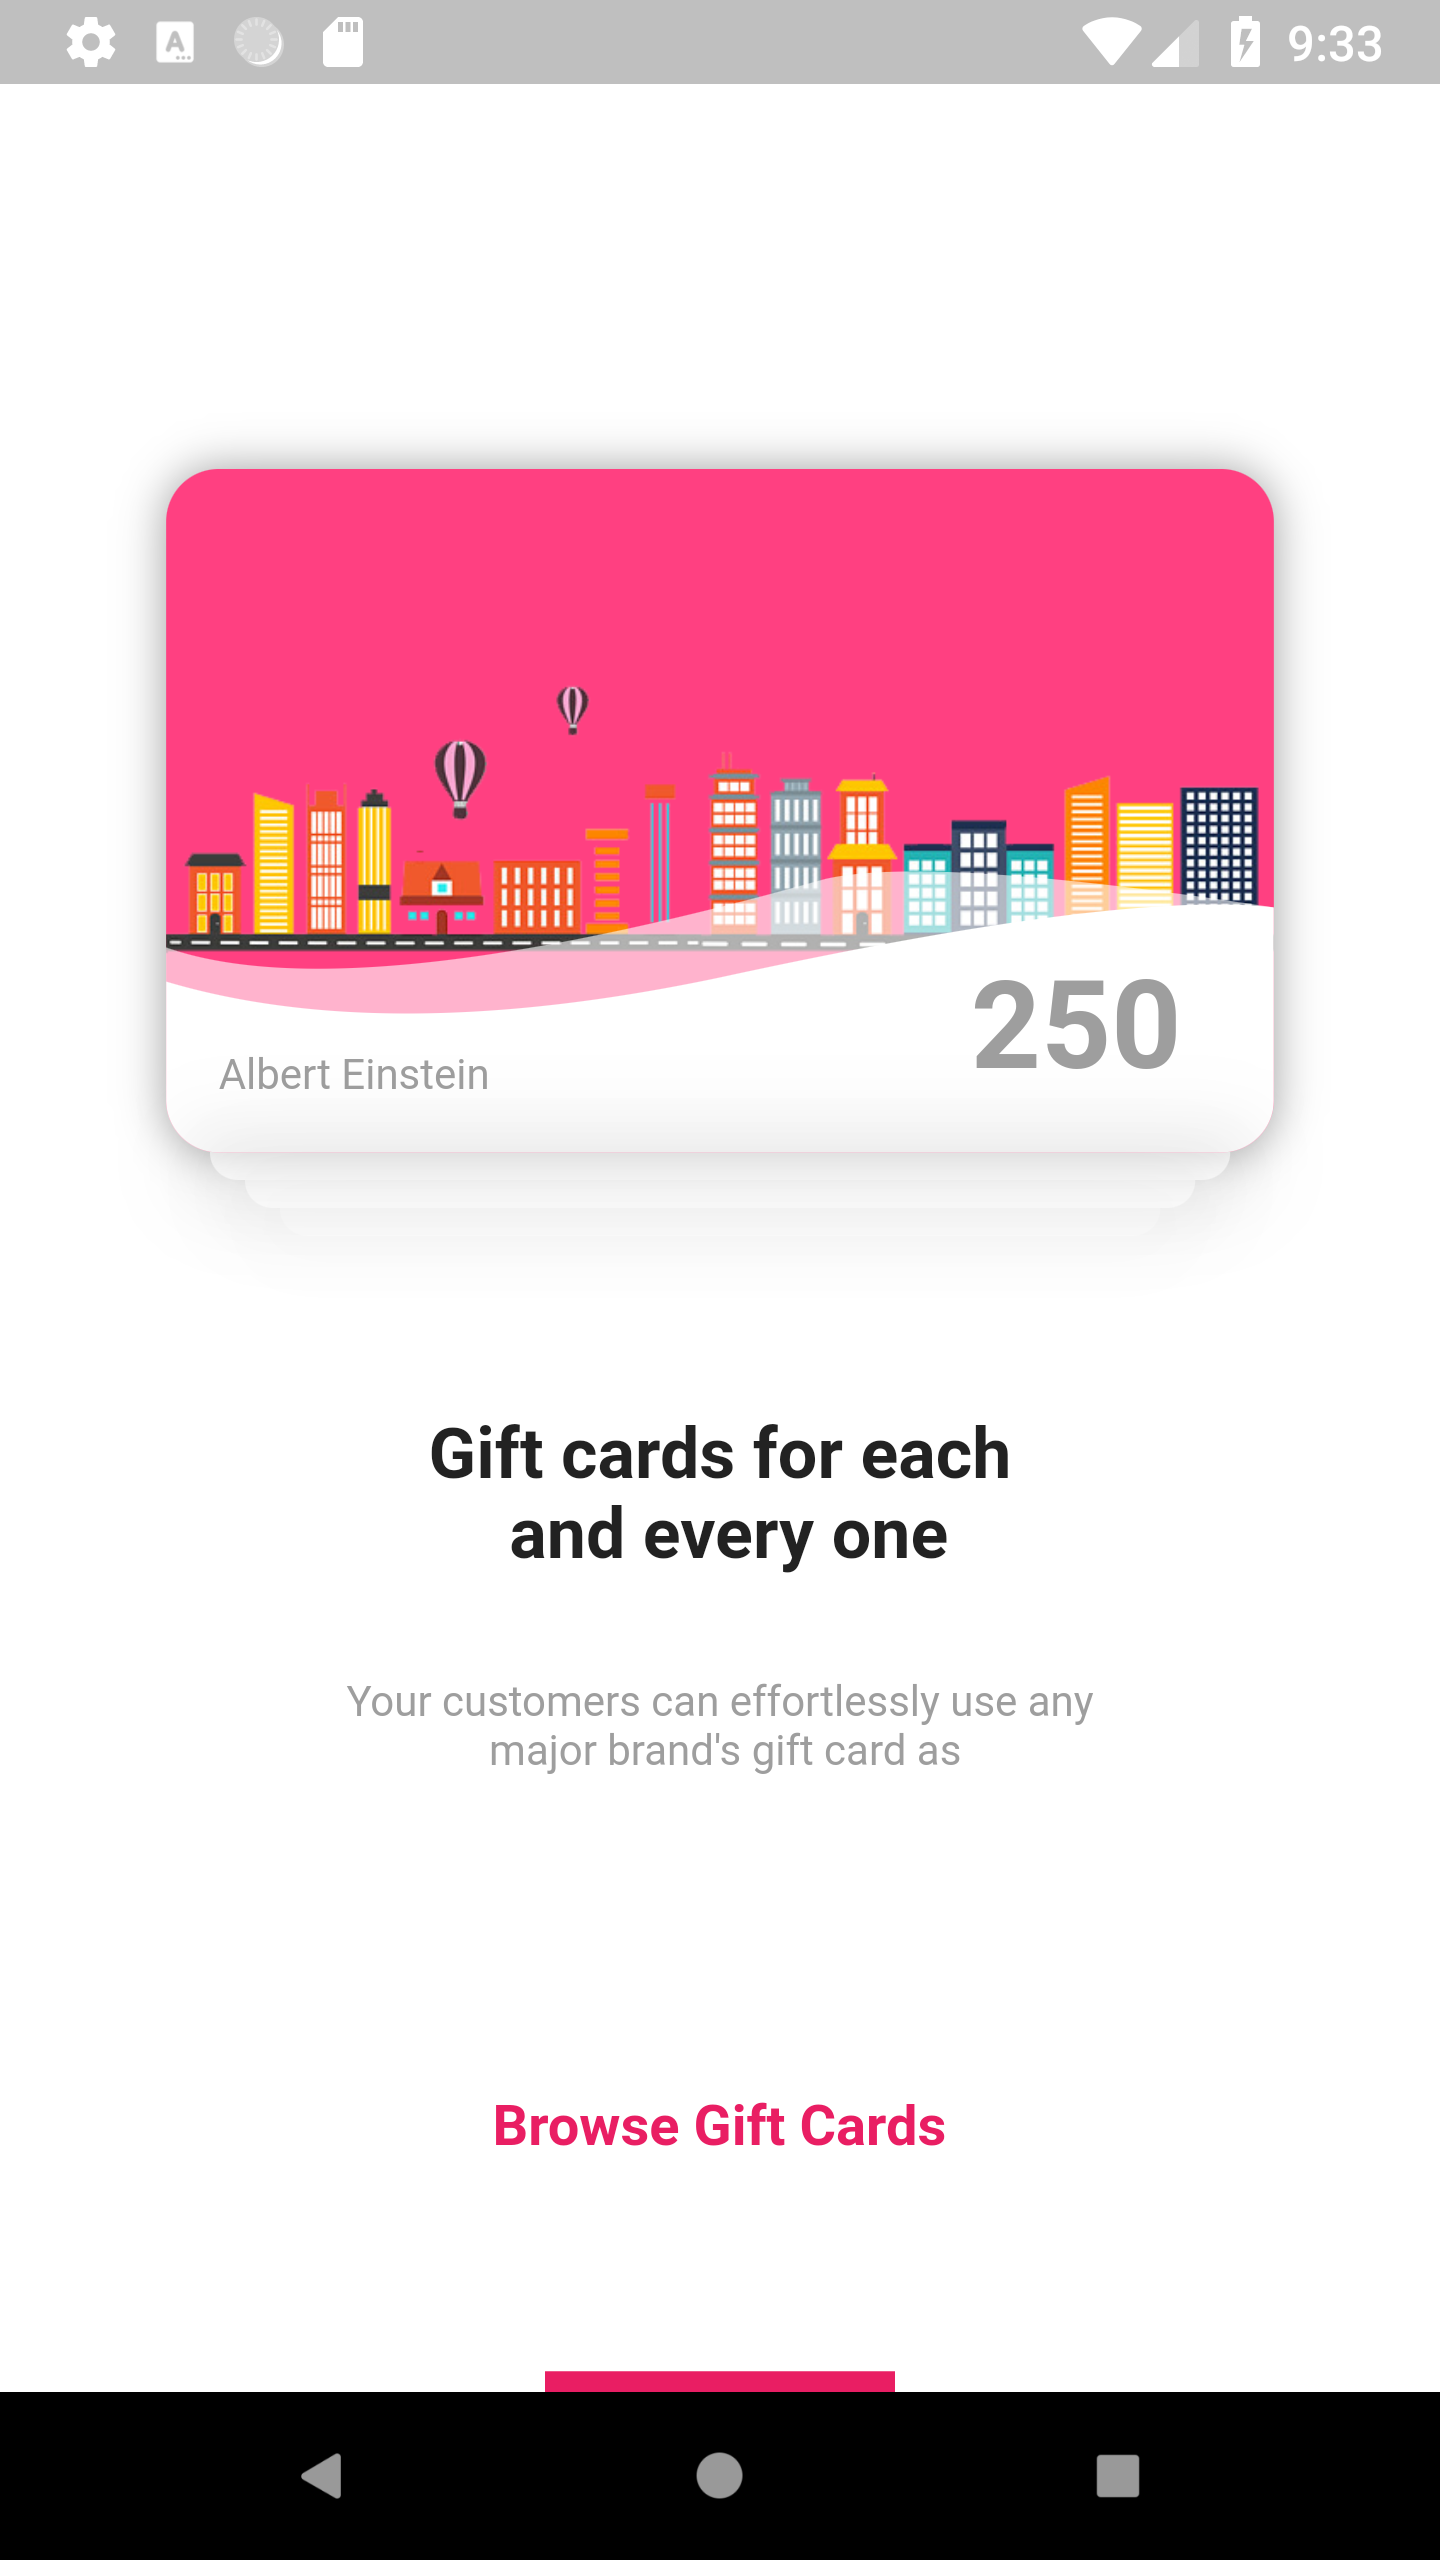 9:33
250
Albert Einstein
Gift cards for each
and every one
Your customers can effortlessly use any
major brand's gift card as
Browse Gift Cards